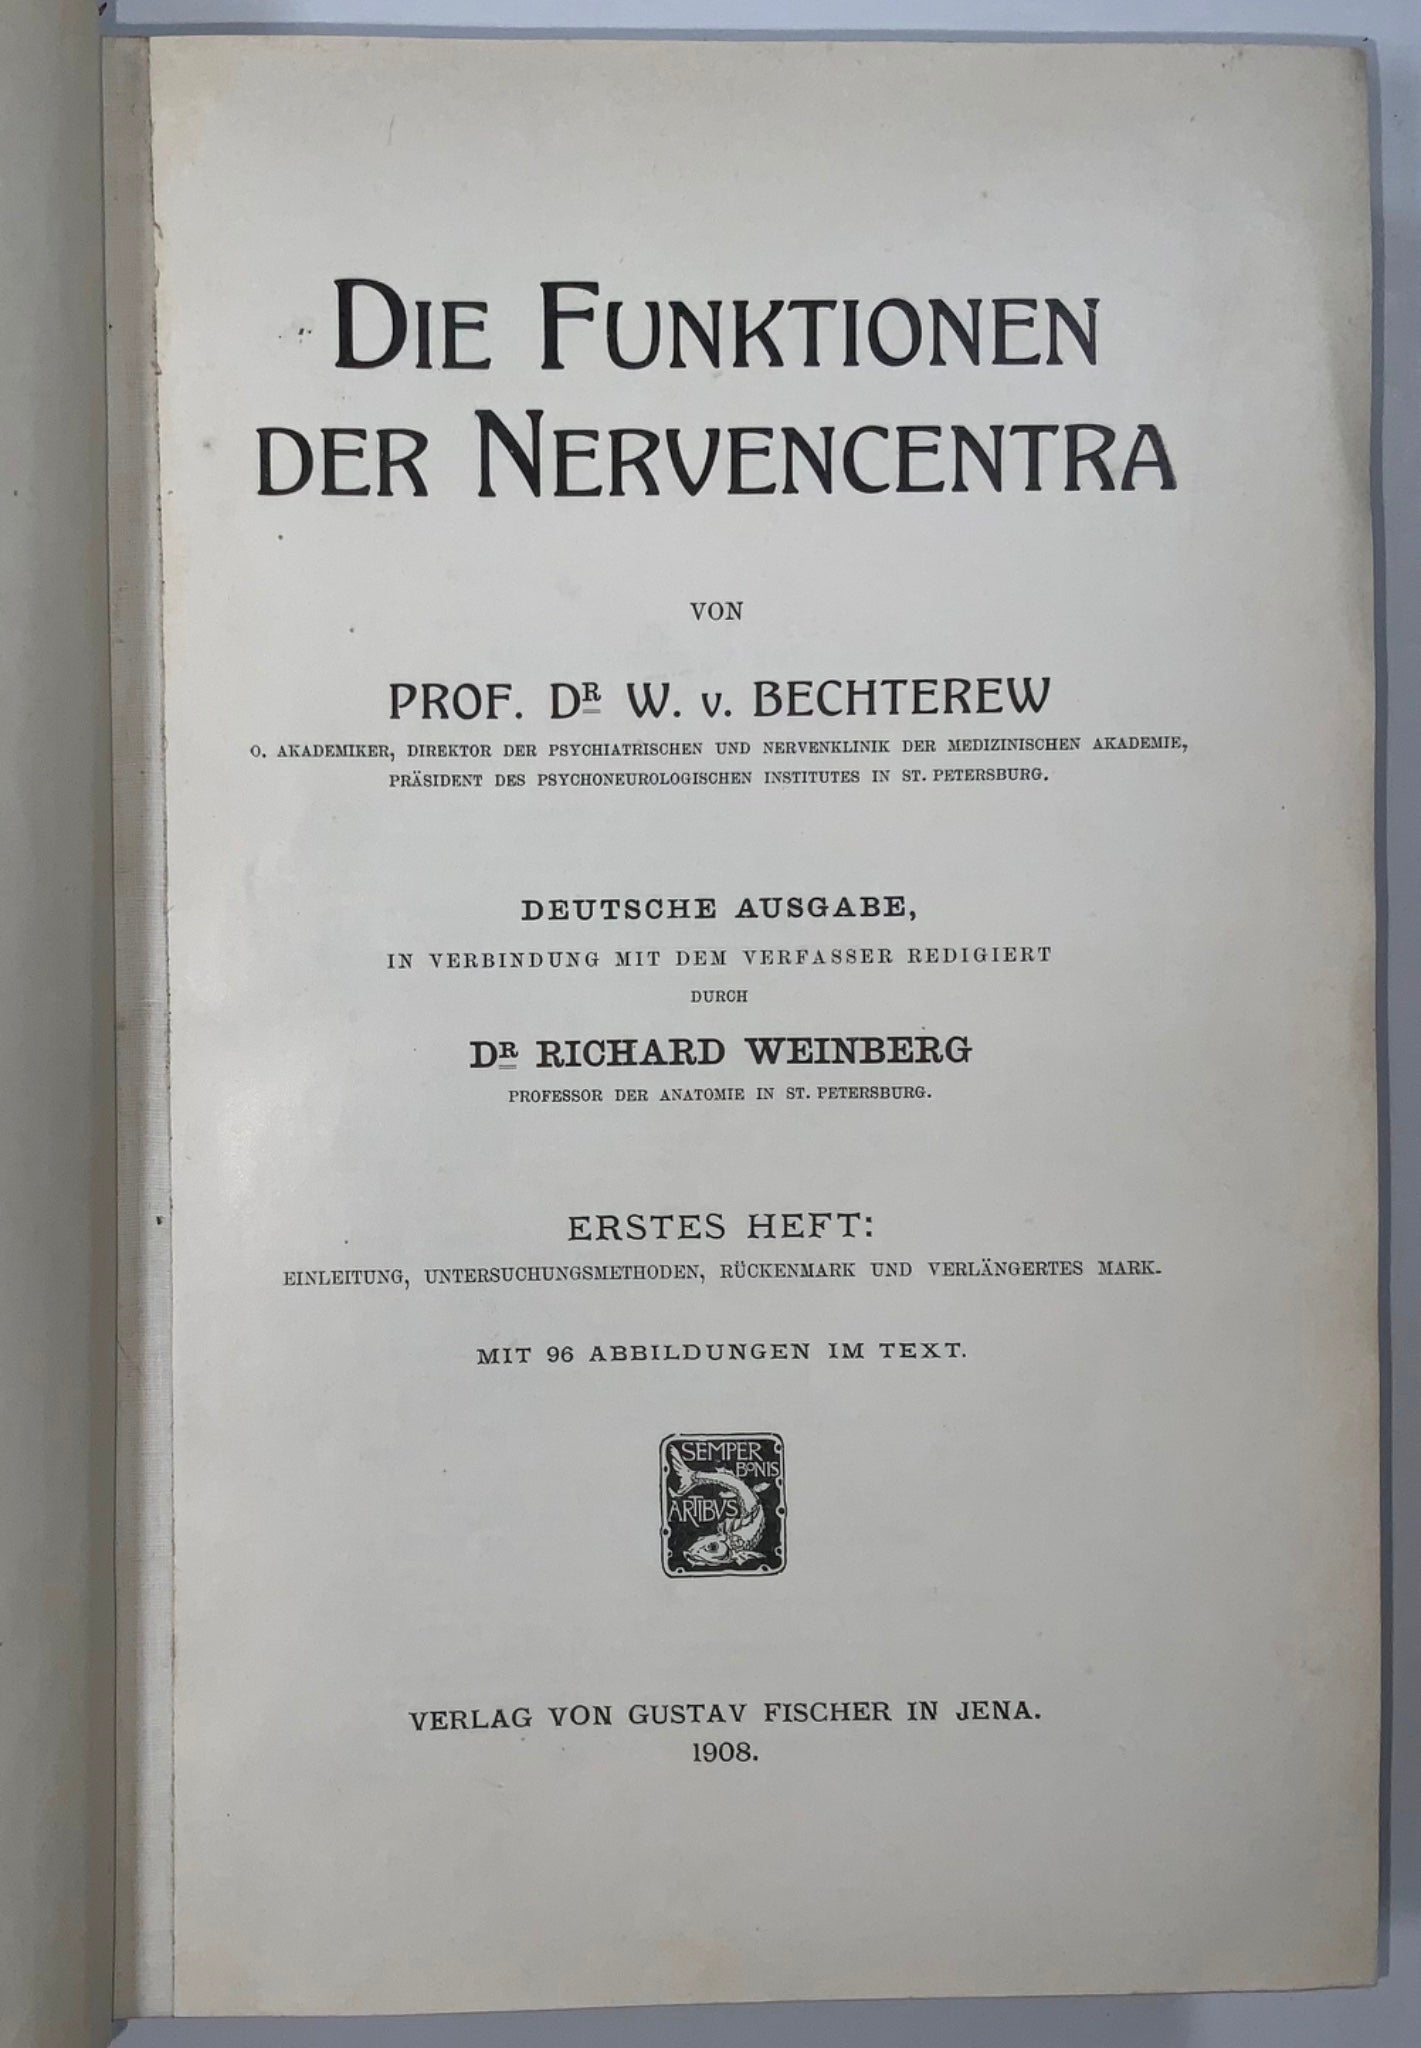 DIE FUNKTIONEN
DER NERVENCENTRA
VON
PROF. DR W. v. BECHTEREW
O. AKADEMIKER, DIREKTOR DER PSYCHIATRISCHEN UND NERVENKLINIK DER MEDIZINISCHEN AKADEMIE,
PRÄSIDENT DES PSYCHONEUROLOGISCHEN INSTITUTES IN ST. PETERSBURG.
DEUTSCHE AUSGABE,
IN VERBINDUNG MIT DEM VERFASSER REDIGIERT
DURCH
DR RICHARD WEINBERG
PROFESSOR DER ANATOMIE IN ST. PETERSBURG.
ERSTES HEFT:
EINLEITUNG, UNTERSUCHUNGSMETHODEN, RÜCKENMARK UND VERLÄNGERTES MARK.
MIT 96 ABBILDUNGEN IM TEXT.
SEMPER
BONIS
ARTIBVS
VERLAG VON GUSTAV FISCHER IN JENA.
1908.